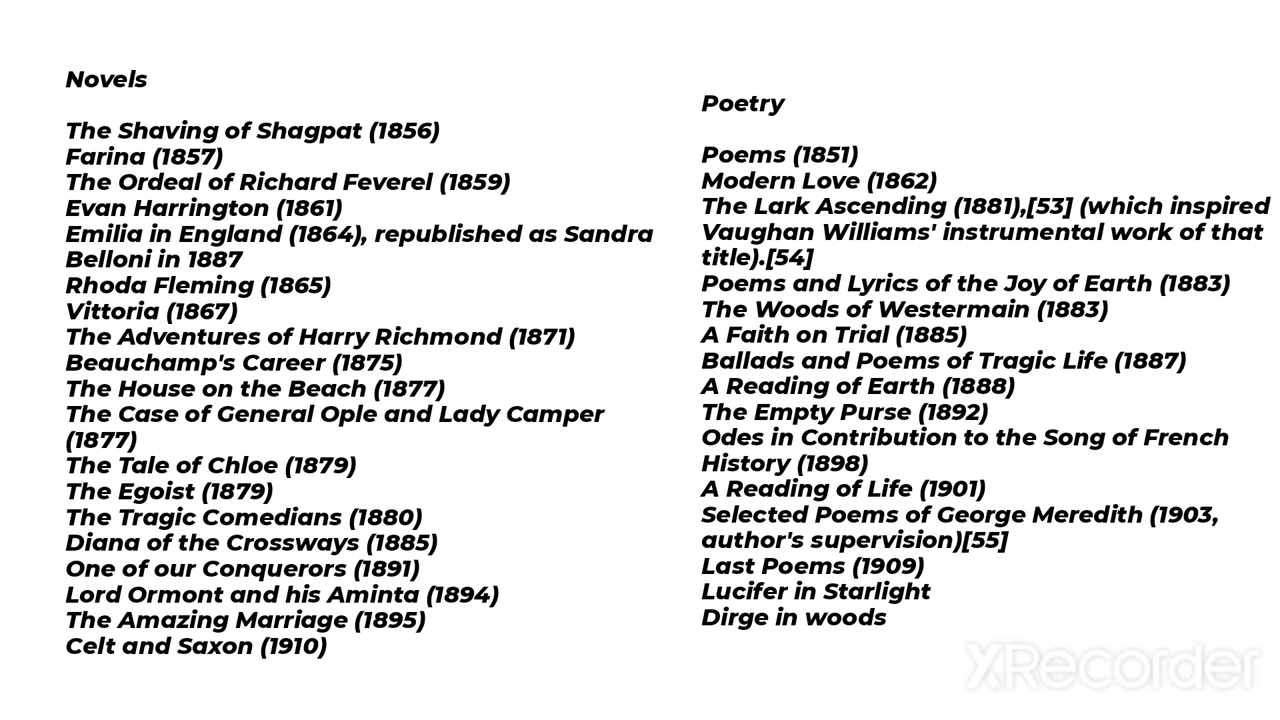 Novels
The Shaving of Shagpat (1856)
Farina (1857)
The Ordeal of Richard Feverel (1859)
Evan Harrington (1861)
Emilia in England (1864), republished as Sandra
Belloni in 1887
Rhoda Fleming (1865)
Vittoria (1867)
The Adventures of Harry Richmond (1871)
Beauchamp's Career (1875)
The House on the Beach (1877)
The Case of General Ople and Lady Camper
(1877)
The Tale of Chloe (1879)
The Egoist (1879)
The Tragic Comedians (1880)
Diana of the Crossways (1885)
One of our Conquerors (1891)
Lord Ormont and his Aminta (1894)
The Amazing Marriage (1895)
Celt and Saxon (1910)
Poetry
Poems (1851)
Modern Love (1862)
The Lark Ascending (1881),[53] (which inspired
Vaughan Williams' instrumental work of that
title).[54]
Poems and Lyrics of the Joy of Earth (1883)
The Woods of Westermain (1883)
A Faith on Trial (1885)
Ballads and Poems of Tragic Life (1887)
A Reading of Earth (1888)
The Empty Purse (1892)
Odes in Contribution to the Song of French
History (1898)
A Reading of Life (1901)
Selected Poems of George Meredith (1903,
author's supervision)[55]
Last Poems (1909)
Lucifer in Starlight
Dirge in woods
XRecorder